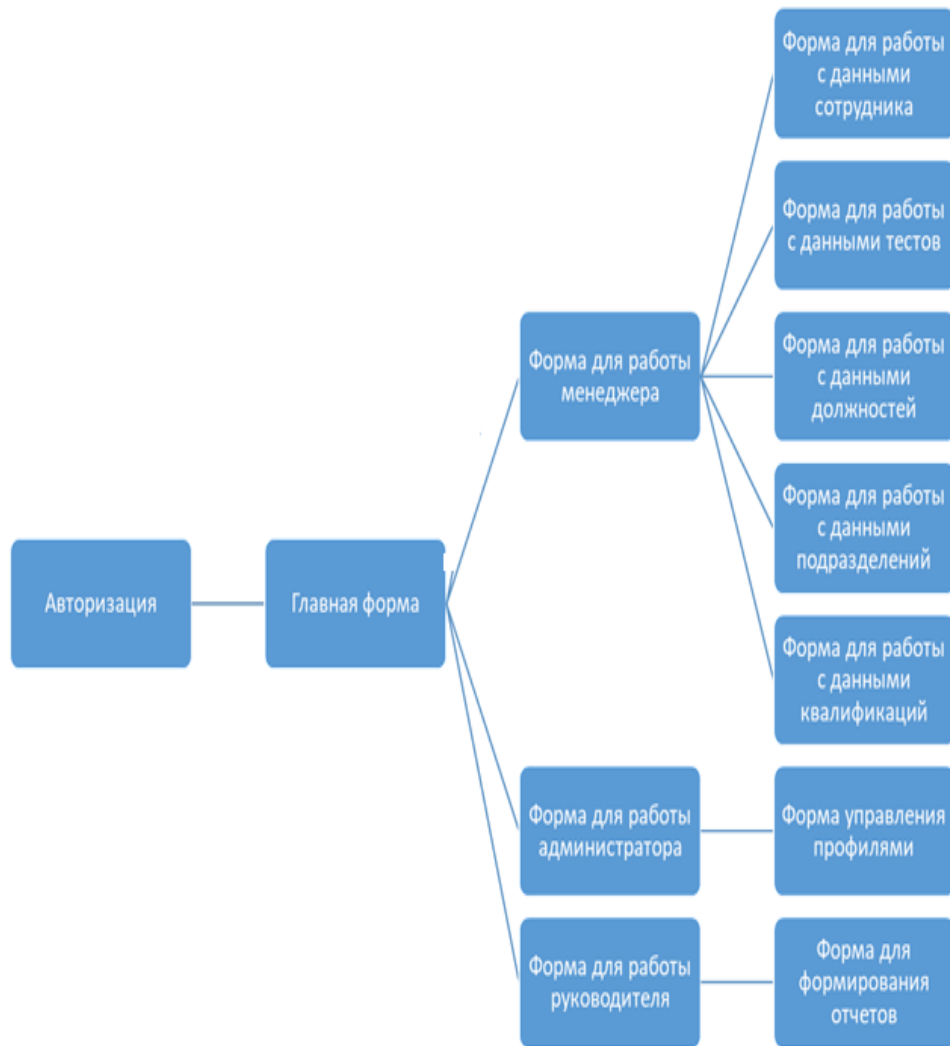 Форма для работы
с данными
сотрудника
Форма для работы
с данными тестов
Форма для работы
менеджера
Форма для работы
с данными
должностей
Форма для работы
с данными
подразделений
Авторизация
Главная форма
Форма для работы
с данными
квалификаций
Форма для работы
администратора
Форма управления
профилями
Форма для работы
руководителя
Форма для
формирования
отчетов